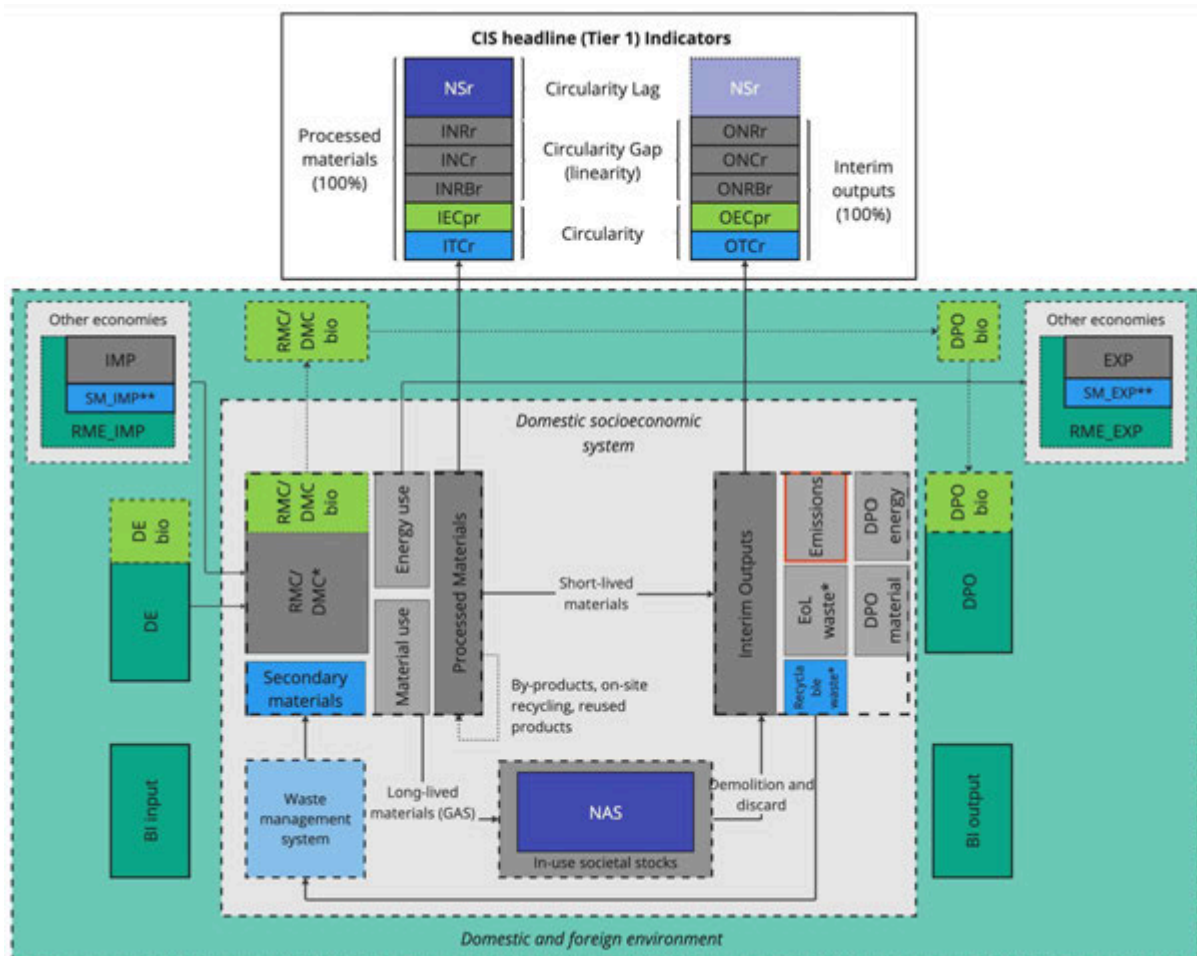 CIS headline (Tier 1) Indicators
NSr
Circularity Lag
NSr
Processed
materials
(100%)
INRr
INCr
INRBr
Circularity Gap
(linearity)
ONRr
ONCr
ONRBr
Interim
outputs
(100%)
IECpr
ITCr
Circularity
OECpr
OTCr
Other economies
IMP
SM_IMP**
RME_IMP
RMC/
DMC
bio
DPO
bio
Other economies
EXP
SM_EXP**
RME_EXP
Domestic socioeconomic
system
DE
bio
DE
RMC/
DMC
bio
RMC/
DMC*
Secondary
materials
Energy use
Material use
Processed Materials
Short-lived
materials
By-products, on-site
recycling, reused
products
Interim Outputs
Emissions
EoL
waste*
Recycla
ble
waste*
DPO
energy
DPO
material
DPO
bio
DPO
BI input
Waste
management
system
Long-lived
materials (GAS)
NAS
In-use societal stocks
Demolition and
discard
BI output
Domestic and foreign environment